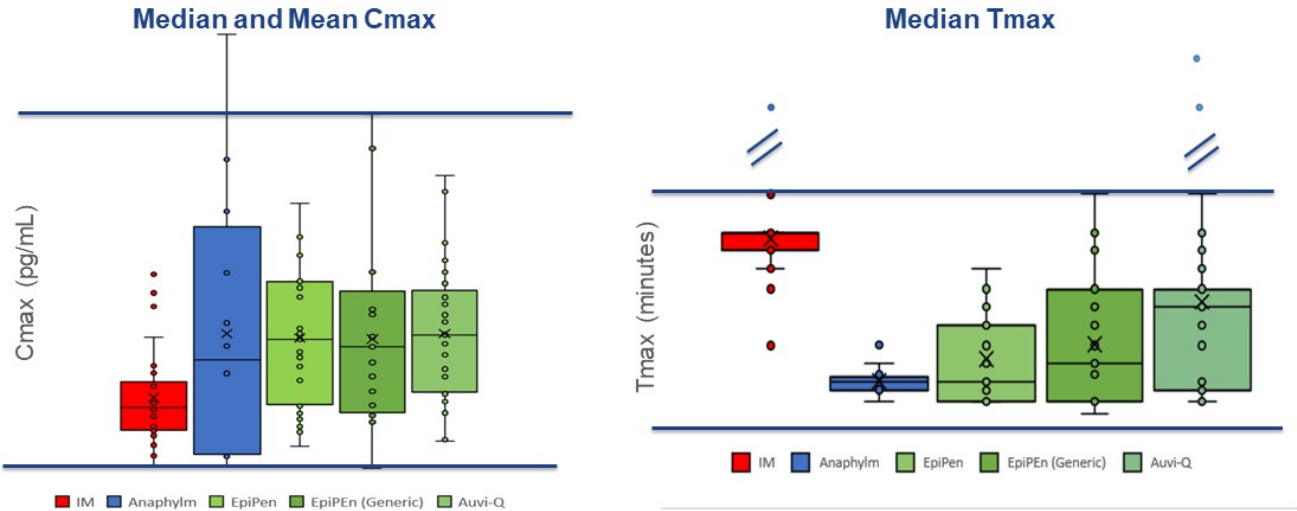 Median and Mean Cmax
Cmax (pg/mL)
IM Anaphylm EpiPen EpiPEn (Generic) Auvi-Q
Median Tmax
Tmax (minutes)
IM Anaphylm EpiPen EpiPEn (Generic) Auvi-Q